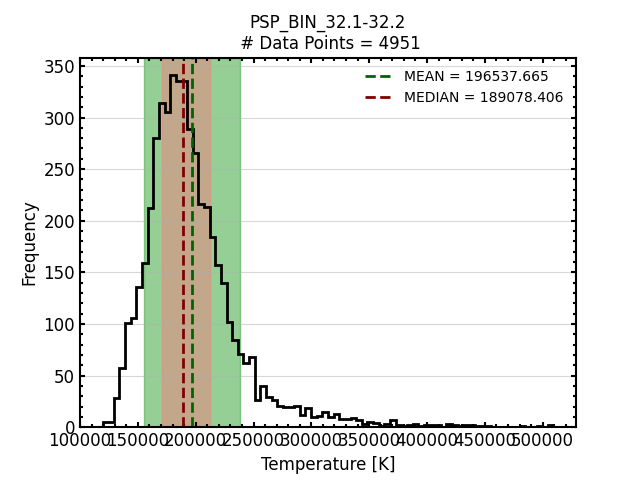 PSP_BIN_32.1-32.2
# Data Points = 4951
MEAN = 196537.665
MEDIAN = 189078.406
350
300
250
200
150
100
50
0
Frequency
100000 150000 200000 250000 300000 350000 400000 450000 500000
Temperature [K]